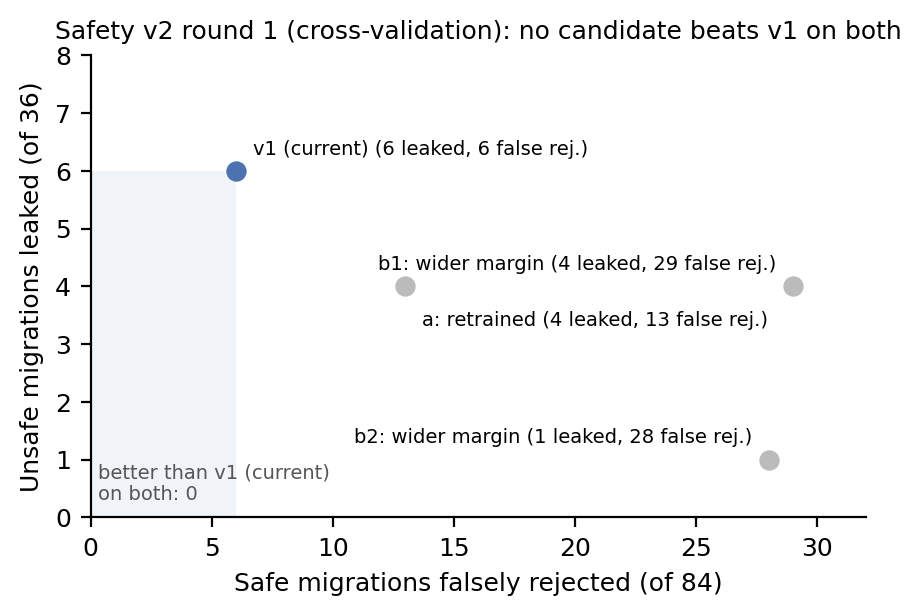 Safety v2 round 1 (cross-validation): no candidate beats v1 on both
Unsafe migrations leaked (of 36)
8
7
6
5
4
3
2
1
0
v1 (current) (6 leaked, 6 false rej.)
b1: wider margin (4 leaked, 29 false rej.)
a: retrained (4 leaked, 13 false rej.)
b2: wider margin (1 leaked, 28 false rej.)
better than v1 (current)
on both: 0
0 5 10 15 20 25 30
Safe migrations falsely rejected (of 84)